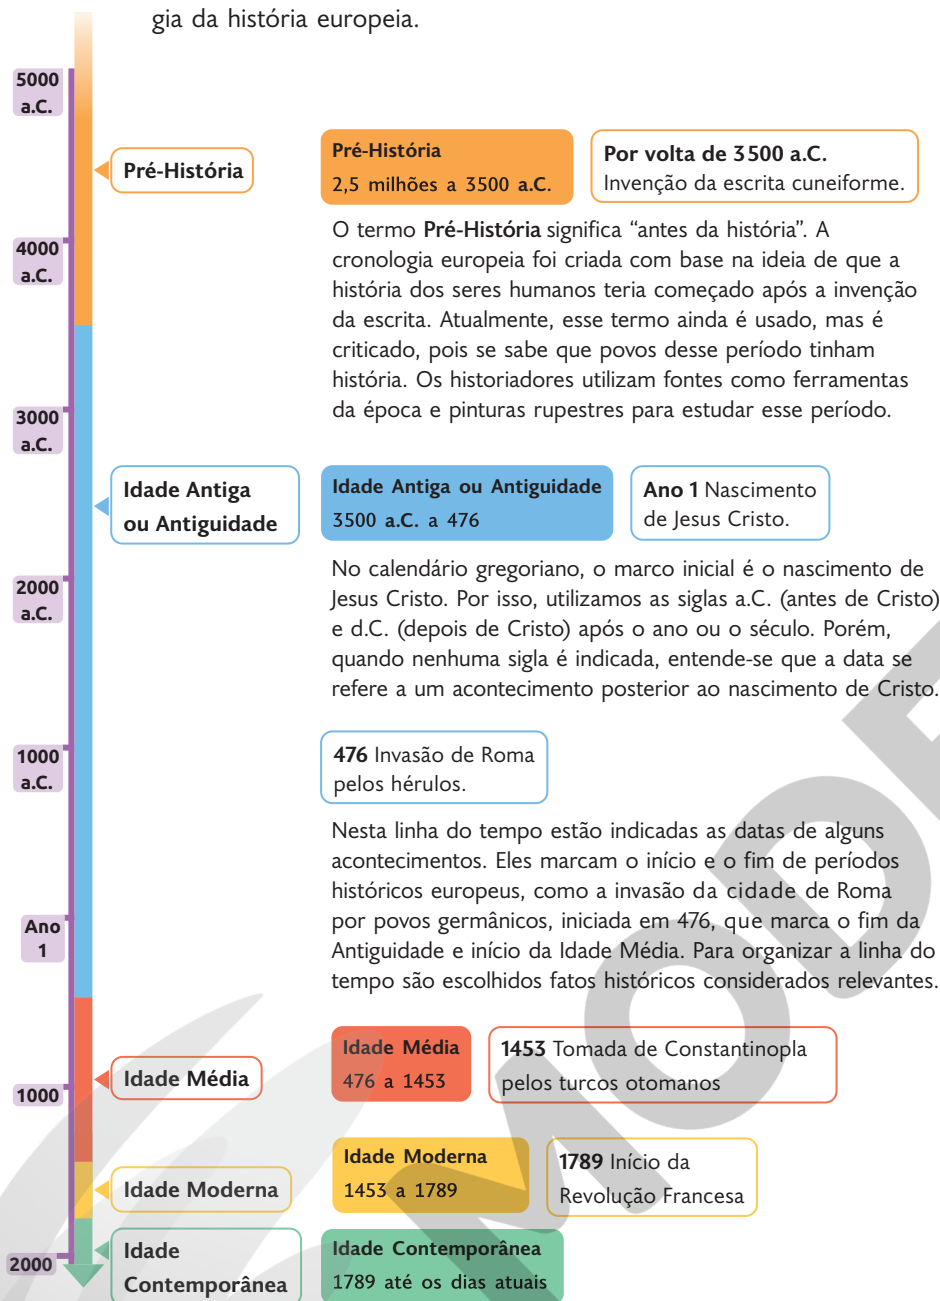 gia da história europeia.
5000
a.C.
Pré-História
Pré-História
2,5 milhões a 3500 a.C.
Por volta de 3500 a.C.
Invenção da escrita cuneiforme.
O termo Pré-História significa “antes da história”. A
cronologia europeia foi criada com base na ideia de que a
história dos seres humanos teria começado após a invenção
da escrita. Atualmente, esse termo ainda é usado, mas é
criticado, pois se sabe que povos desse período tinham
história. Os historiadores utilizam fontes como ferramentas
da época e pinturas rupestres para estudar esse período.
4000
a.C.
3000
a.C.
Idade Antiga
ou Antiguidade
Idade Antiga ou Antiguidade
3500 a.C. a 476
Ano 1 Nascimento
de Jesus Cristo.
No calendário gregoriano, o marco inicial é o nascimento de
Jesus Cristo. Por isso, utilizamos as siglas a.C. (antes de Cristo)
e d.C. (depois de Cristo) após o ano ou o século. Porém,
quando nenhuma sigla é indicada, entende-se que a data se
refere a um acontecimento posterior ao nascimento de Cristo.
2000
a.C.
1000
a.C.
476 Invasão de Roma
pelos hérulos.
Nesta linha do tempo estão indicadas as datas de alguns
acontecimentos. Eles marcam o início e o fim de períodos
históricos europeus, como a invasão da cidade de Roma
por povos germânicos, iniciada em 476, que marca o fim da
Antiguidade e início da Idade Média. Para organizar a linha do
tempo são escolhidos fatos históricos considerados relevantes.
Ano
1
Idade Média
Idade Média
476 a 1453
1453 Tomada de Constantinopla
pelos turcos otomanos
1000
Idade Moderna
Idade Moderna
1453 a 1789
1789 Início da
Revolução Francesa
2000
Idade
Contemporânea
Idade Contemporânea
1789 até os dias atuais